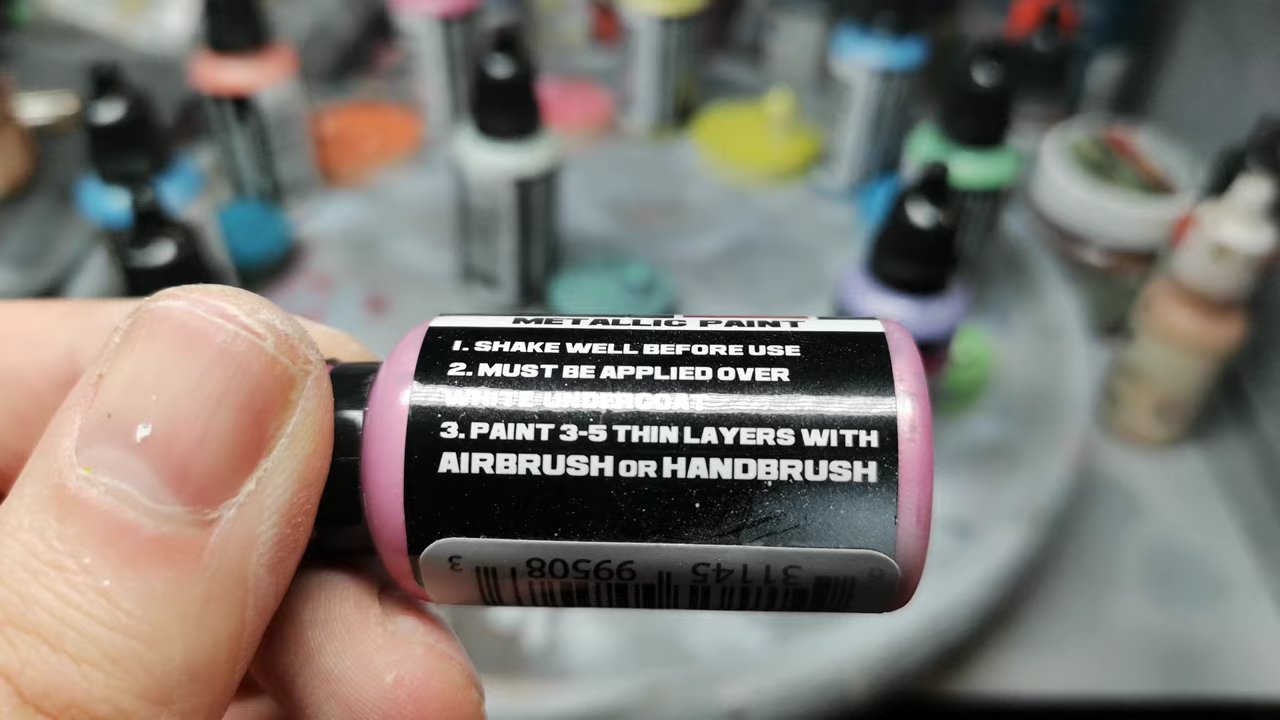 METALLIC PAINT
1. SHAKE WELL BEFORE USE
2. MUST BE APPLIED OVER
WHITE UNDERCOAT
3. PAINT 3-5 THIN LAYERS WITH
AIRBRUSH OR HANDBRUSH
31145 99508 3